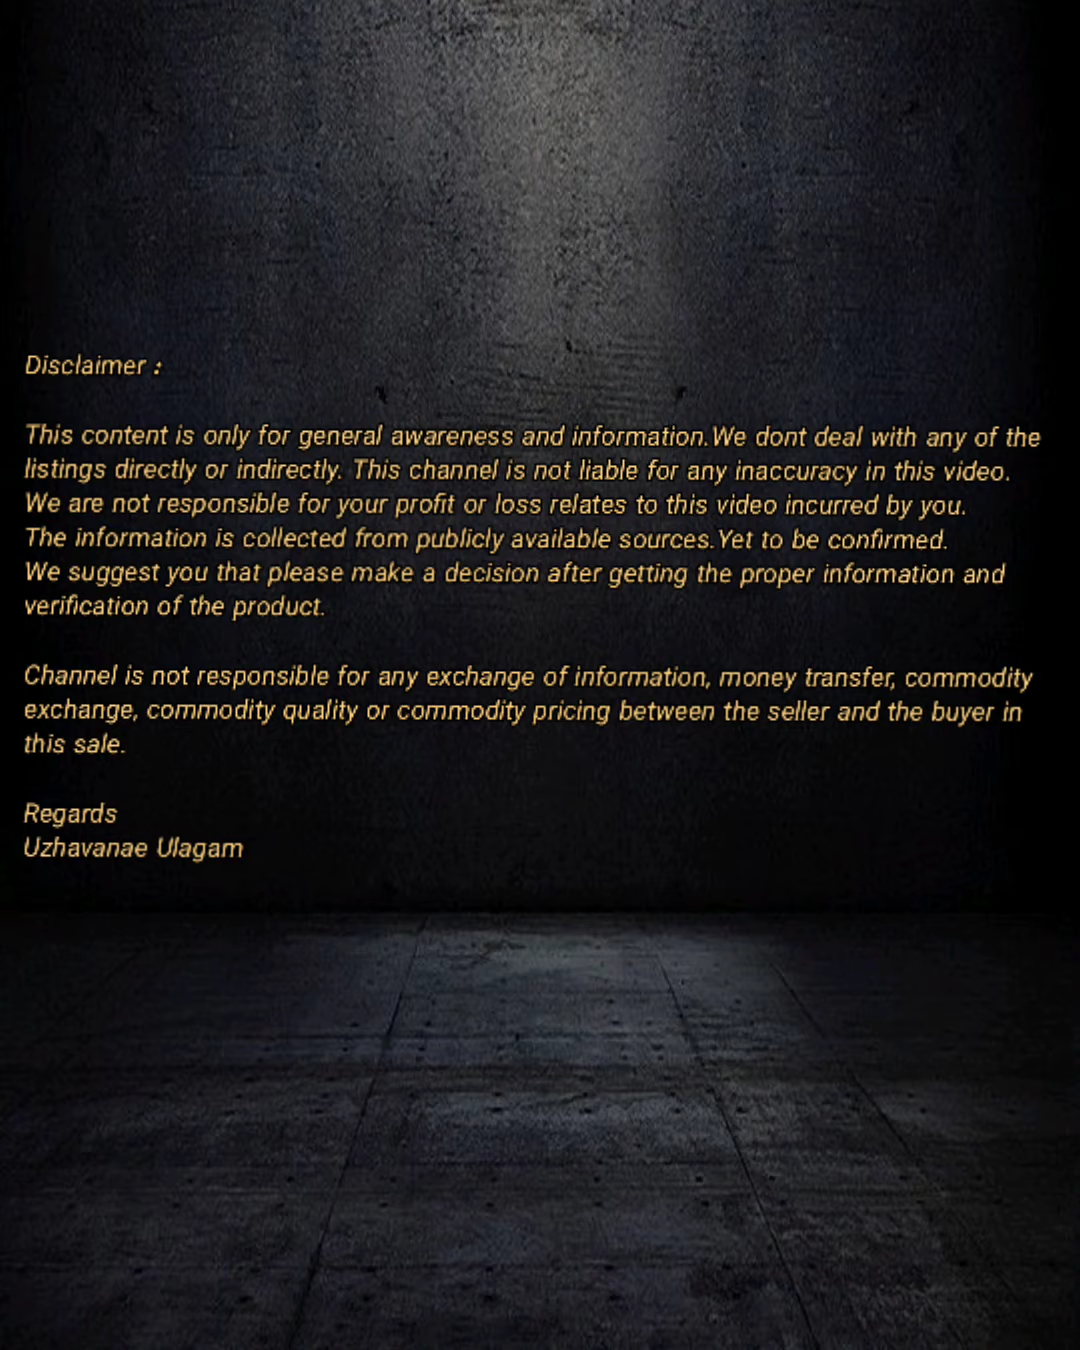 Disclaimer :
This content is only for general awareness and information.We dont deal with any of the
listings directly or indirectly. This channel is not liable for any inaccuracy in this video.
We are not responsible for your profit or loss relates to this video incurred by you.
The information is collected from publicly available sources.Yet to be confirmed.
We suggest you that please make a decision after getting the proper information and
verification of the product.
Channel is not responsible for any exchange of information, money transfer, commodity
exchange, commodity quality or commodity pricing between the seller and the buyer in
this sale.
Regards
Uzhavanae Ulagam